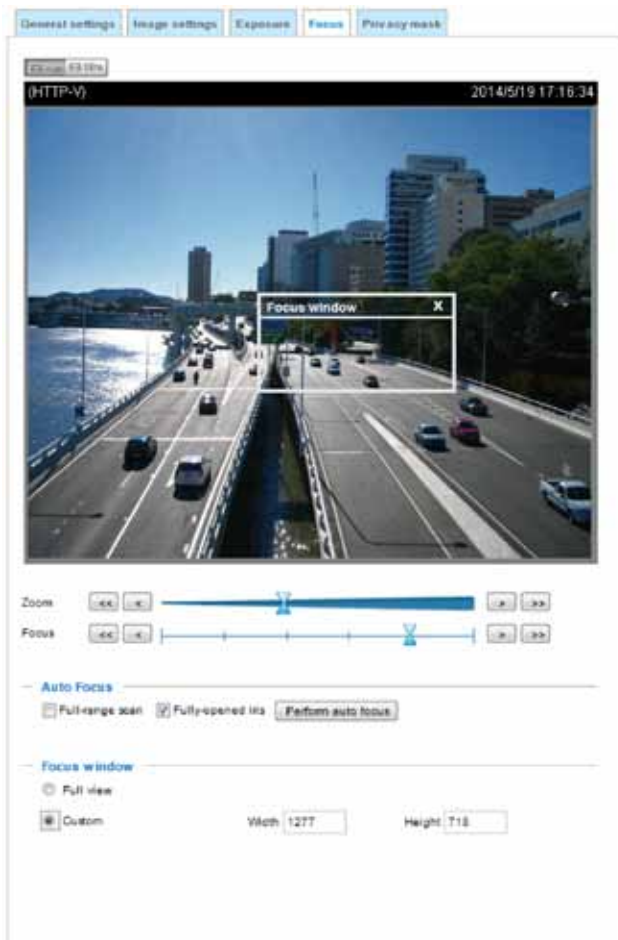 General settings Image settings Exposure Focus Privacy mask
(HTTP-V) 2014/5/19 17:16:34
Focus window X
Zoom << < > >>
Focus << < > >>
Auto Focus
Full-range scan Fully-opened iris Perform auto focus
Focus window
Full view
Custom Width 1277 Height 718